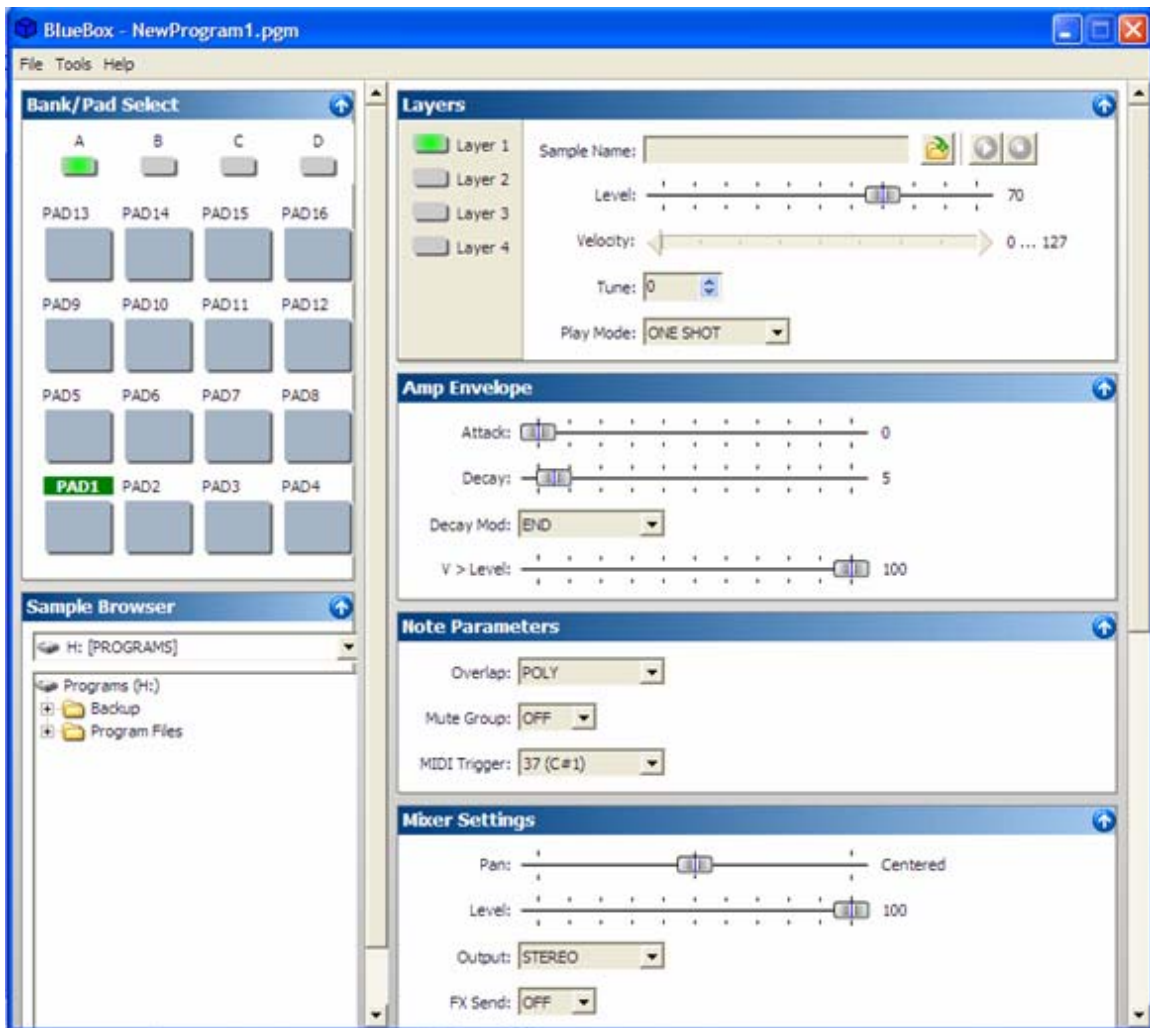 BlueBox - NewProgram1.pgm
File Tools Help
Bank/Pad Select
A B C D
PAD13 PAD14 PAD15 PAD16
PAD9 PAD10 PAD11 PAD12
PAD5 PAD6 PAD7 PAD8
PAD1 PAD2 PAD3 PAD4
Sample Browser
H: [PROGRAMS]
Programs (H:)
Backup
Program Files
Layers
Layer 1
Layer 2
Layer 3
Layer 4
Sample Name:
Level: 70
Velocity: 0 ... 127
Tune: 0
Play Mode: ONE SHOT
Amp Envelope
Attack: 0
Decay: 5
Decay Mod: END
V > Level: 100
Note Parameters
Overlap: POLY
Mute Group: OFF
MIDI Trigger: 37 (C#1)
Mixer Settings
Pan: Centered
Level: 100
Output: STEREO
FX Send: OFF